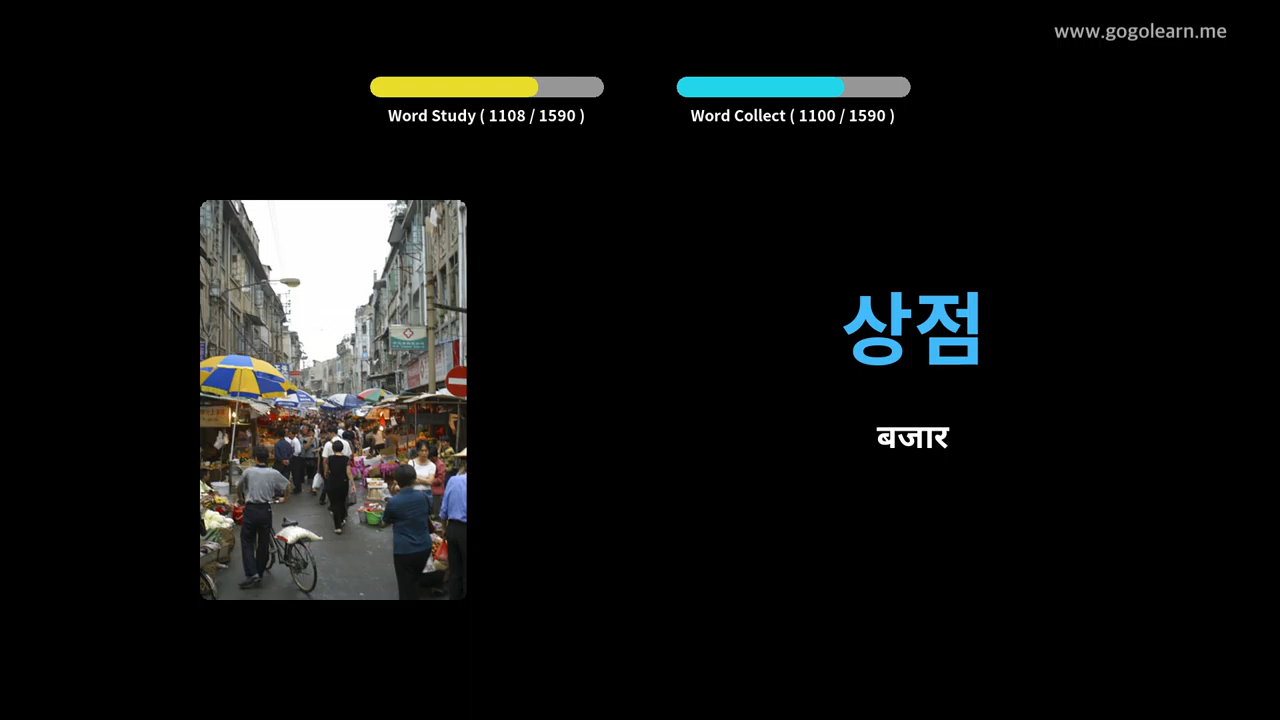 www.gogolearn.me
Word Study ( 1108 / 1590 )
Word Collect ( 1100 / 1590 )
상점
बजार